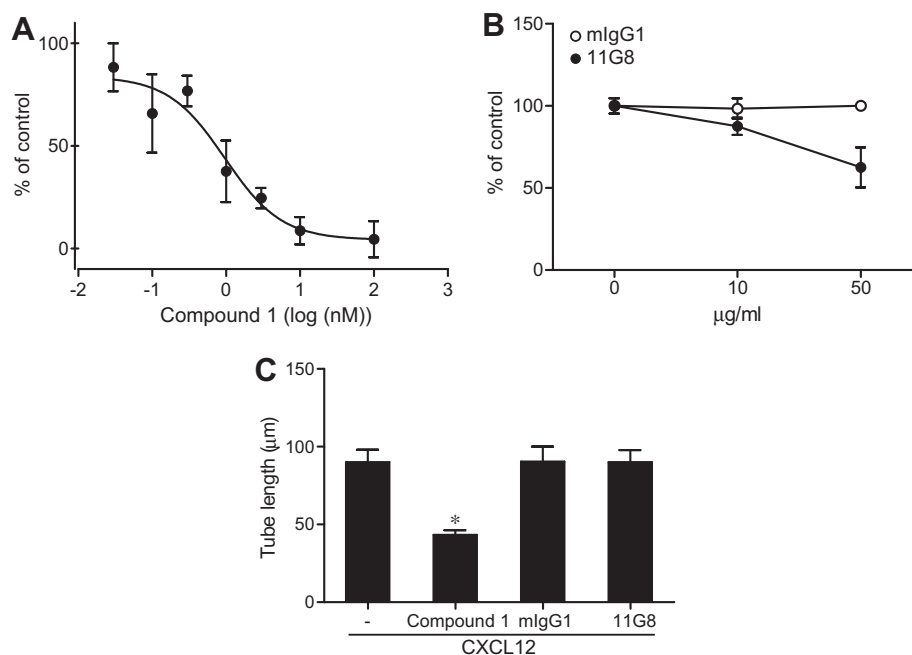 A
100
50
0
% of control
-2 -1 0 1 2 3
Compound 1 (log (nM))
B
mIgG1
11G8
150
100
50
0
% of control
0 10 50
μg/ml
C
150
100
50
0
Tube length (μm)
*
- Compound 1 mIgG1 11G8
CXCL12